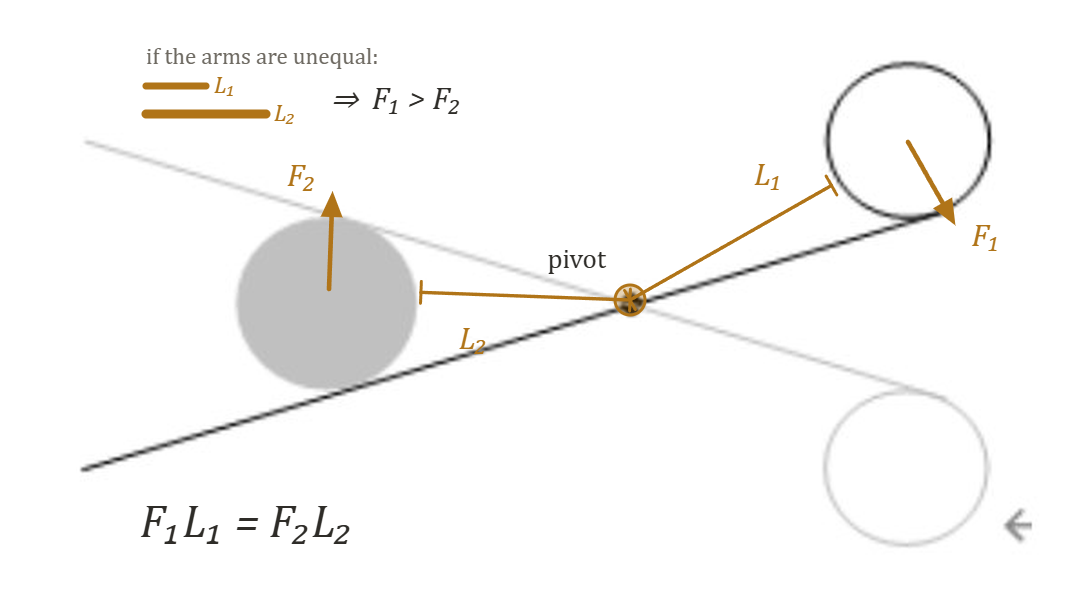 if the arms are unequal:
L₁
L₂
⇒ F₁ > F₂
F₂
L₁
F₁
pivot
L₂
F₁L₁ = F₂L₂